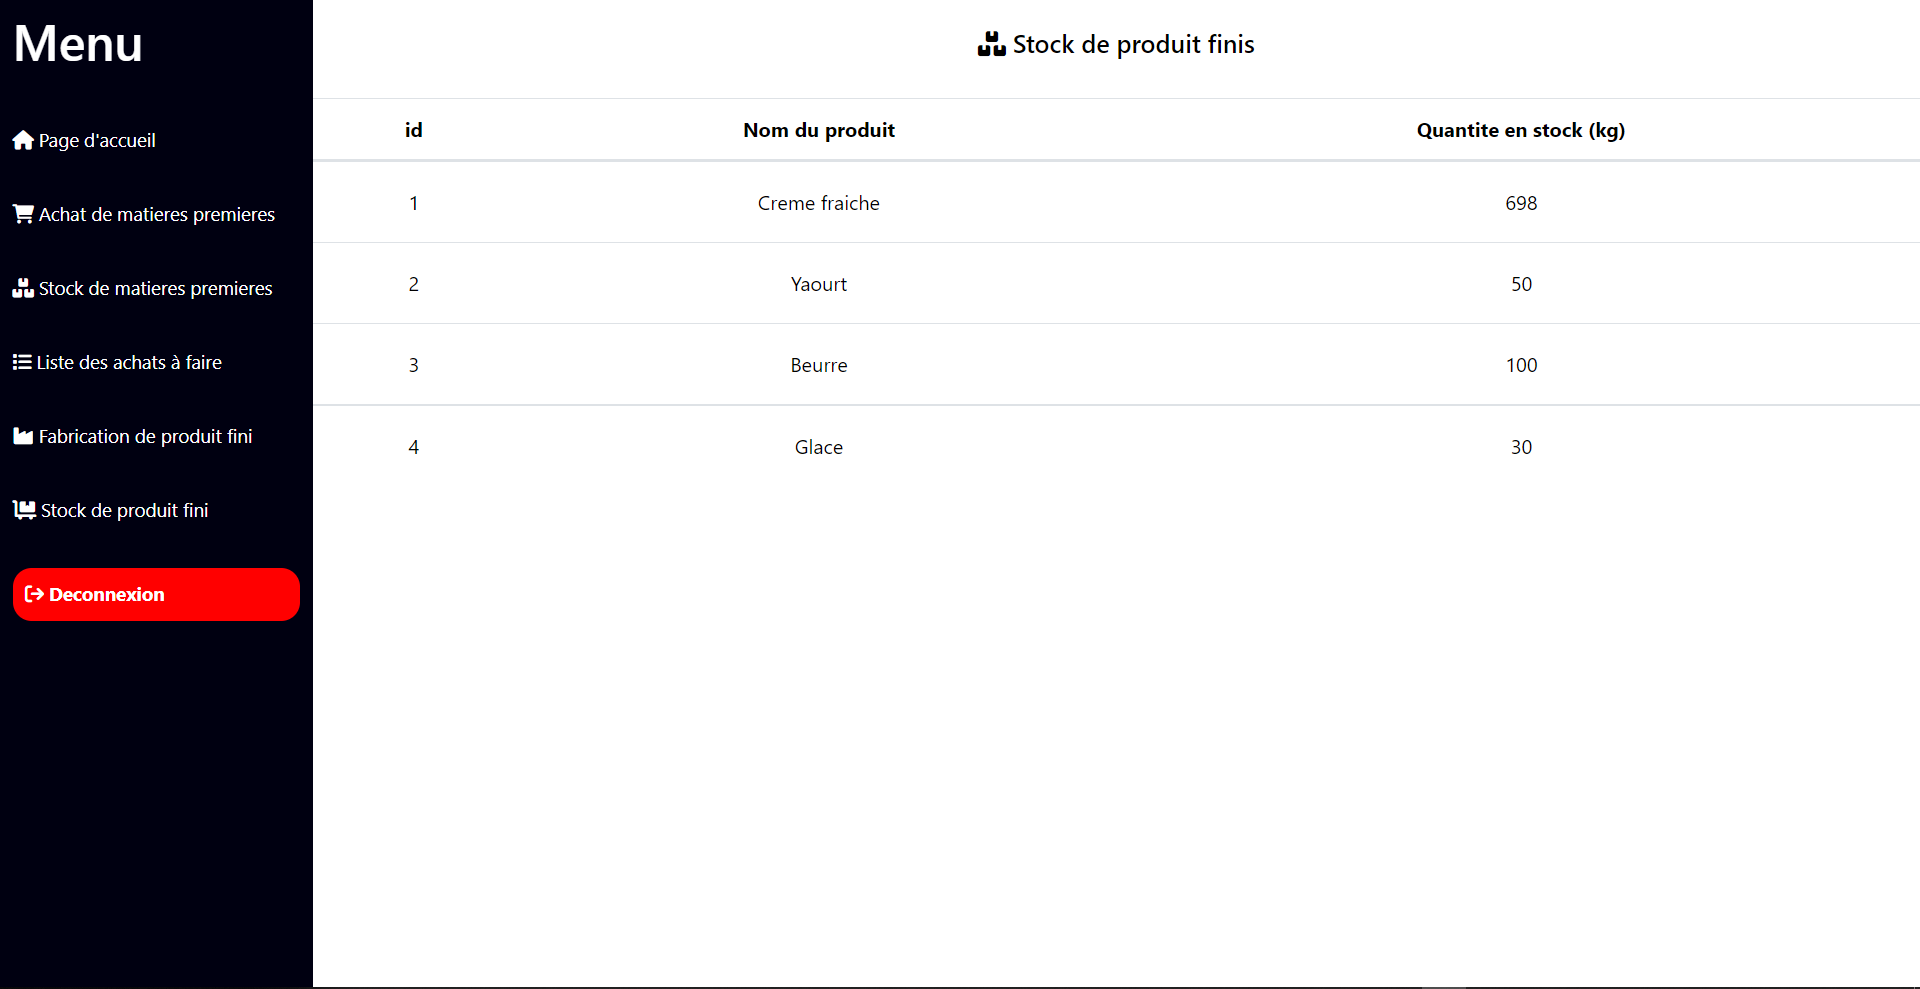 Menu
Page d'accueil
Achat de matieres premieres
Stock de matieres premieres
Liste des achats à faire
Fabrication de produit fini
Stock de produit fini
Deconnexion
Stock de produit finis
id Nom du produit Quantite en stock (kg)
1 Creme fraiche 698
2 Yaourt 50
3 Beurre 100
4 Glace 30